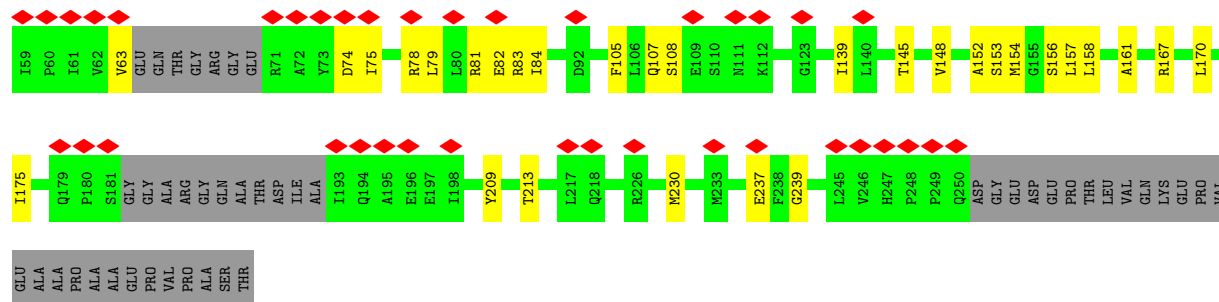 I59 P60 I61 V62 V63 GLU GLN THR GLY ARG GLY GLU R71 A72 Y73 D74 I75 R78 L79 L80 R81 E82 R83 I84 D92 F105 L106 Q107 S108 E109 S110 N111 K112 G123 I139 L140 T145 V148 A152 S153 M154 G155 S156 L157 L158 A161 R167 L170
I175 Q179 P180 S181 GLY GLY ALA ARG GLY GLN ALA THR ASP ILE ALA I193 Q194 A195 E196 E197 I198 Y209 T213 L217 Q218 R226 M230 M233 E237 F238 G239 L245 V246 H247 P248 P249 Q250 ASP GLY GLU ASP GLU PRO THR LEU VAL GLN LYS GLU PRO VAL
GLU ALA ALA PRO ALA ALA GLU PRO VAL PRO ALA SER THR